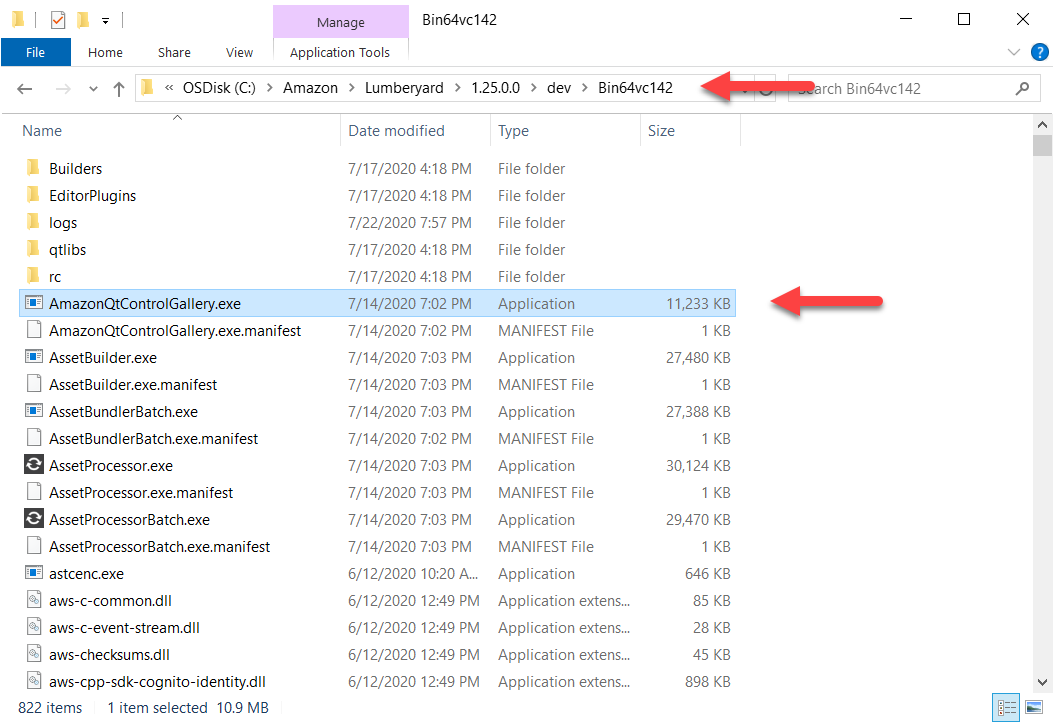 Manage Bin64vc142
File Home Share View Application Tools ?
« OSDisk (C:) > Amazon > Lumberyard > 1.25.0.0 > dev > Bin64vc142 Search Bin64vc142
Name Date modified Type Size
Builders 7/17/2020 4:18 PM File folder
EditorPlugins 7/17/2020 4:18 PM File folder
logs 7/22/2020 7:57 PM File folder
qtlibs 7/17/2020 4:18 PM File folder
rc 7/17/2020 4:18 PM File folder
AmazonQtControlGallery.exe 7/14/2020 7:02 PM Application 11,233 KB
AmazonQtControlGallery.exe.manifest 7/14/2020 7:02 PM MANIFEST File 1 KB
AssetBuilder.exe 7/14/2020 7:03 PM Application 27,480 KB
AssetBuilder.exe.manifest 7/14/2020 7:03 PM MANIFEST File 1 KB
AssetBundlerBatch.exe 7/14/2020 7:03 PM Application 27,388 KB
AssetBundlerBatch.exe.manifest 7/14/2020 7:02 PM MANIFEST File 1 KB
AssetProcessor.exe 7/14/2020 7:03 PM Application 30,124 KB
AssetProcessor.exe.manifest 7/14/2020 7:03 PM MANIFEST File 1 KB
AssetProcessorBatch.exe 7/14/2020 7:03 PM Application 29,470 KB
AssetProcessorBatch.exe.manifest 7/14/2020 7:03 PM MANIFEST File 1 KB
astcenc.exe 6/12/2020 10:20 A... Application 646 KB
aws-c-common.dll 6/12/2020 12:49 PM Application extens... 85 KB
aws-c-event-stream.dll 6/12/2020 12:49 PM Application extens... 28 KB
aws-checksums.dll 6/12/2020 12:49 PM Application extens... 45 KB
aws-cpp-sdk-cognito-identity.dll 6/12/2020 12:49 PM Application extens... 898 KB
822 items 1 item selected 10.9 MB